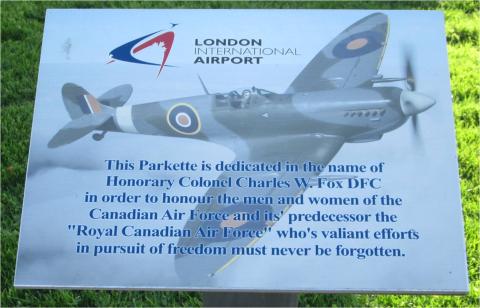 LONDON
INTERNATIONAL
AIRPORT
This Parkette is dedicated in the name of
Honorary Colonel Charles W. Fox DFC
in order to honour the men and women of the
Canadian Air Force and its' predecessor the
"Royal Canadian Air Force" who's valiant efforts
in pursuit of freedom must never be forgotten.